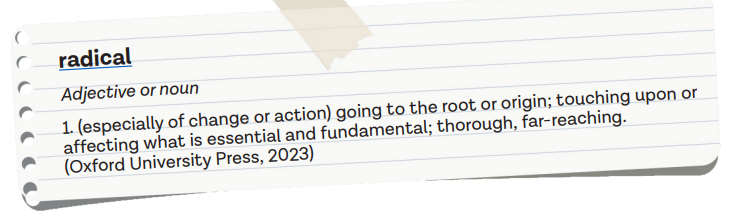 radical
Adjective or noun
1. (especially of change or action) going to the root or origin; touching upon or
affecting what is essential and fundamental; thorough, far-reaching.
(Oxford University Press, 2023)